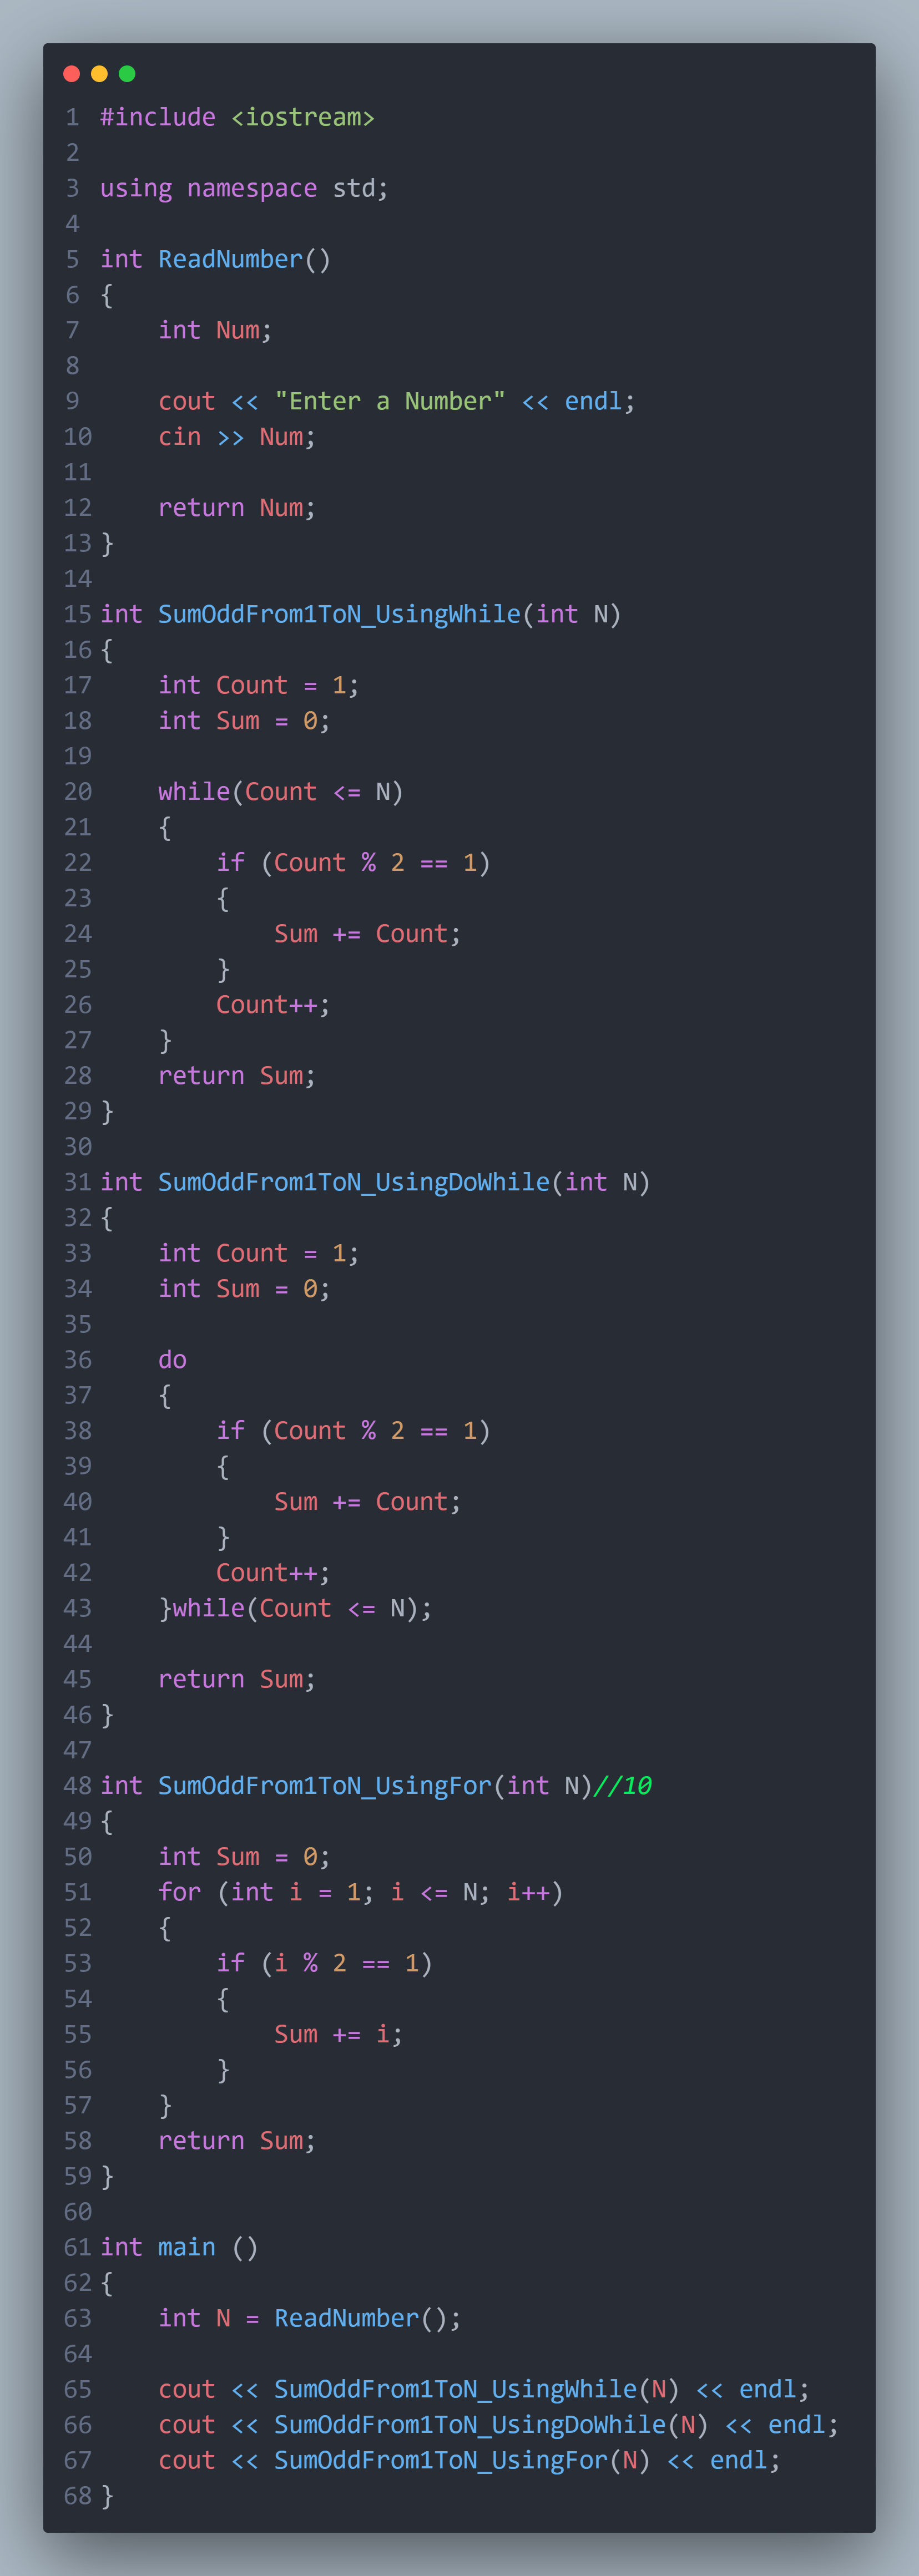 1 #include <iostream>
2
3 using namespace std;
4
5 int ReadNumber()
6 {
7     int Num;
8
9     cout << "Enter a Number" << endl;
10     cin >> Num;
11
12     return Num;
13 }
14
15 int SumOddFrom1ToN_UsingWhile(int N)
16 {
17     int Count = 1;
18     int Sum = 0;
19
20     while(Count <= N)
21     {
22         if (Count % 2 == 1)
23         {
24             Sum += Count;
25         }
26         Count++;
27     }
28     return Sum;
29 }
30
31 int SumOddFrom1ToN_UsingDoWhile(int N)
32 {
33     int Count = 1;
34     int Sum = 0;
35
36     do
37     {
38         if (Count % 2 == 1)
39         {
40             Sum += Count;
41         }
42         Count++;
43     }while(Count <= N);
44
45     return Sum;
46 }
47
48 int SumOddFrom1ToN_UsingFor(int N)//10
49 {
50     int Sum = 0;
51     for (int i = 1; i <= N; i++)
52     {
53         if (i % 2 == 1)
54         {
55             Sum += i;
56         }
57     }
58     return Sum;
59 }
60
61 int main ()
62 {
63     int N = ReadNumber();
64
65     cout << SumOddFrom1ToN_UsingWhile(N) << endl;
66     cout << SumOddFrom1ToN_UsingDoWhile(N) << endl;
67     cout << SumOddFrom1ToN_UsingFor(N) << endl;
68 }